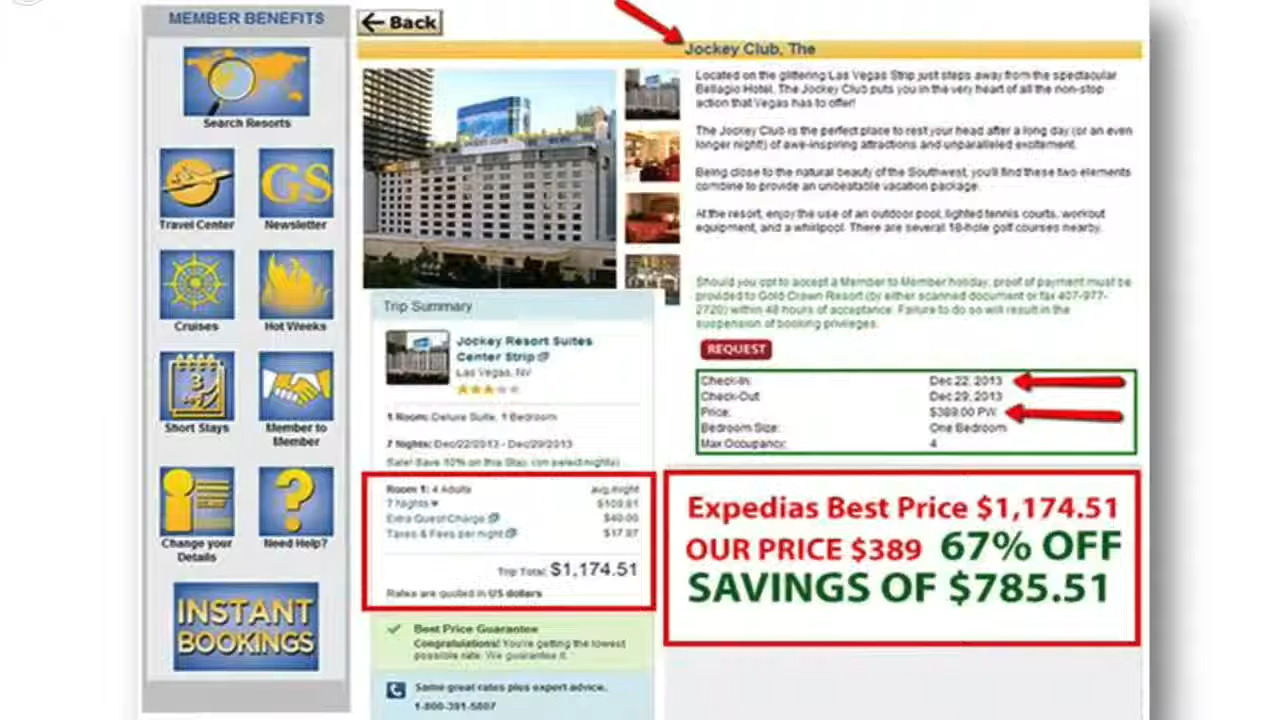 MEMBER BENEFITS
Search Resorts
Travel Center
GS
Newsletter
Cruises
Hot Weeks
3
Short Stays
Member to
Member
Change your
Details
?
Need Help?
INSTANT
BOOKINGS
Back
Jockey Club, The
Located on the glittering Las Vegas Strip just steps away from the spectacular
Bellagio Hotel, The Jockey Club puts you in the very heart of all the non-stop
action that Vegas has to offer!
The Jockey Club is the perfect place to rest your head after a long day (or an even
longer night!) of awe-inspiring attractions and unparalleled excitement.
Being close to the natural beauty of the Southwest, you'll find these two elements
combine to provide an unbeatable vacation package.
At the resort, enjoy the use of an outdoor pool, lighted tennis courts, workout
equipment, and a whirlpool. There are several 18-hole golf courses nearby.
Should you opt to accept a Member to Member holiday, proof of payment must be
provided to Gold Crown Resort (by either scanned document or fax 407-977-
2720) within 48 hours of acceptance. Failure to do so will result in the
suspension of booking privileges.
REQUEST
Check-In: Dec 22, 2013
Check-Out: Dec 29, 2013
Price: $389.00 PW
Bedroom Size: One Bedroom
Max Occupancy: 4
Trip Summary
Jockey Resort Suites
Center Strip
Las Vegas, NV
1 Room: Deluxe Suite, 1 Bedroom
7 Nights: Dec/22/2013 - Dec/29/2013
Sale! Save 10% on this Stay. (on select nights)
Room 1: 4 Adults avg/night
7 Nights
Extra Guest Charge $40.00
Taxes & Fees per night
Trip Total: $1,174.51
Rates are quoted in US dollars
Best Price Guarantee
Congratulations! You're getting the lowest
possible rate. We guarantee it.
Same great rates plus expert advice.
1-800-391-5807
Expedias Best Price $1,174.51
OUR PRICE $389 67% OFF
SAVINGS OF $785.51